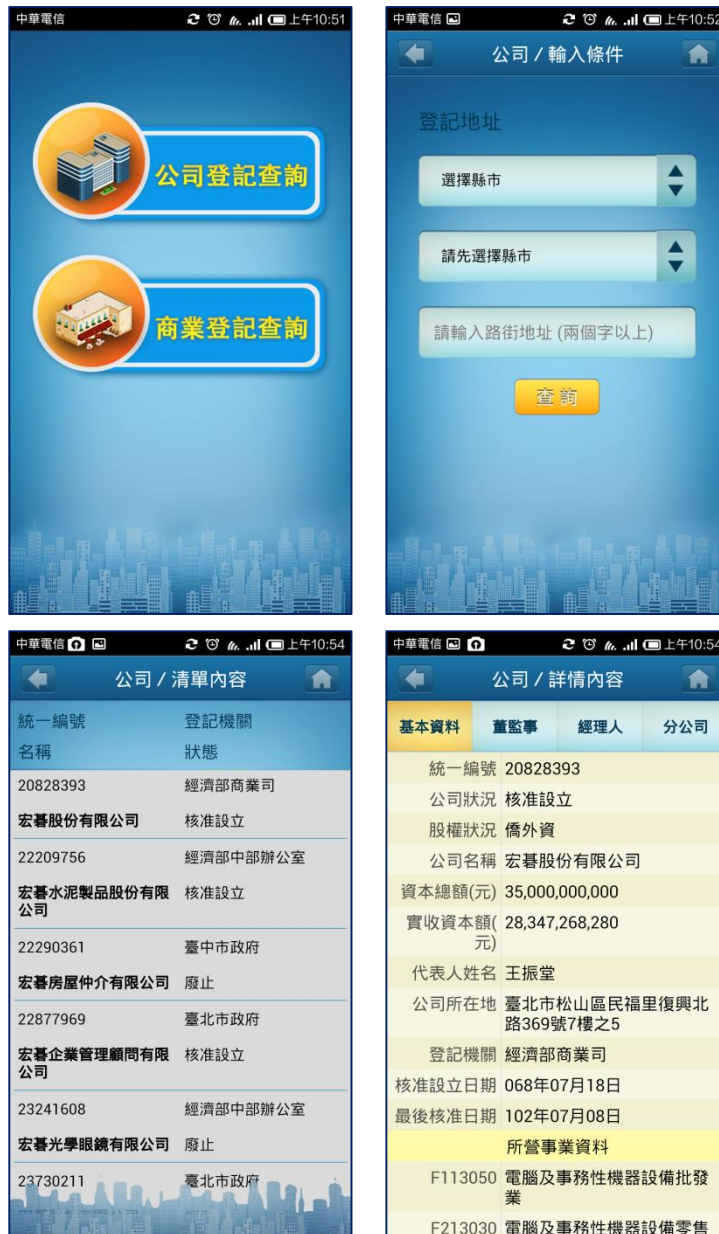 中華電信 上午10:51
公司登記查詢
商業登記查詢
中華電信 上午10:52
公司 / 輸入條件
登記地址
選擇縣市
請先選擇縣市
請輸入路街地址 (兩個字以上)
查詢
中華電信 上午10:54
公司 / 清單內容
統一編號 登記機關
名稱 狀態
20828393 經濟部商業司
宏碁股份有限公司 核准設立
22209756 經濟部中部辦公室
宏碁水泥製品股份有限 核准設立
公司
22290361 臺中市政府
宏碁房屋仲介有限公司 廢止
22877969 臺北市政府
宏碁企業管理顧問有限 核准設立
公司
23241608 經濟部中部辦公室
宏碁光學眼鏡有限公司 廢止
23730211 臺北市政府
中華電信 上午10:54
公司 / 詳情內容
基本資料 董監事 經理人 分公司
統一編號 20828393
公司狀況 核准設立
股權狀況 僑外資
公司名稱 宏碁股份有限公司
資本總額(元) 35,000,000,000
實收資本額( 28,347,268,280
元)
代表人姓名 王振堂
公司所在地 臺北市松山區民福里復興北
路369號7樓之5
登記機關 經濟部商業司
核准設立日期 068年07月18日
最後核准日期 102年07月08日
所營事業資料
F113050 電腦及事務性機器設備批發
業
F213030 電腦及事務性機器設備零售